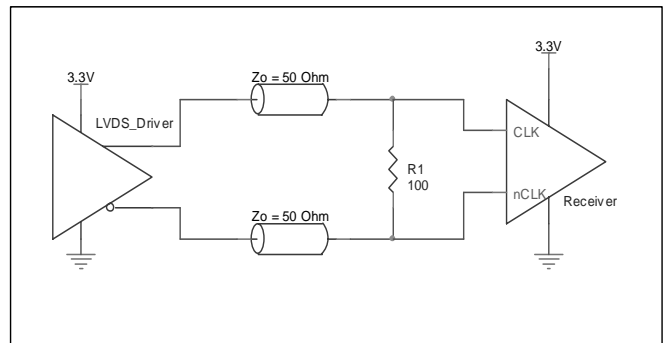 3.3V
LVDS_Driver
Zo = 50 Ohm
Zo = 50 Ohm
R1
100
3.3V
CLK
nCLK
Receiver